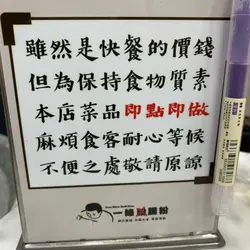 雖然是快餐的價錢
但為保持食物質素
本店菜品即點即做
麻煩食客耐心等候
不便之處敬請原諒